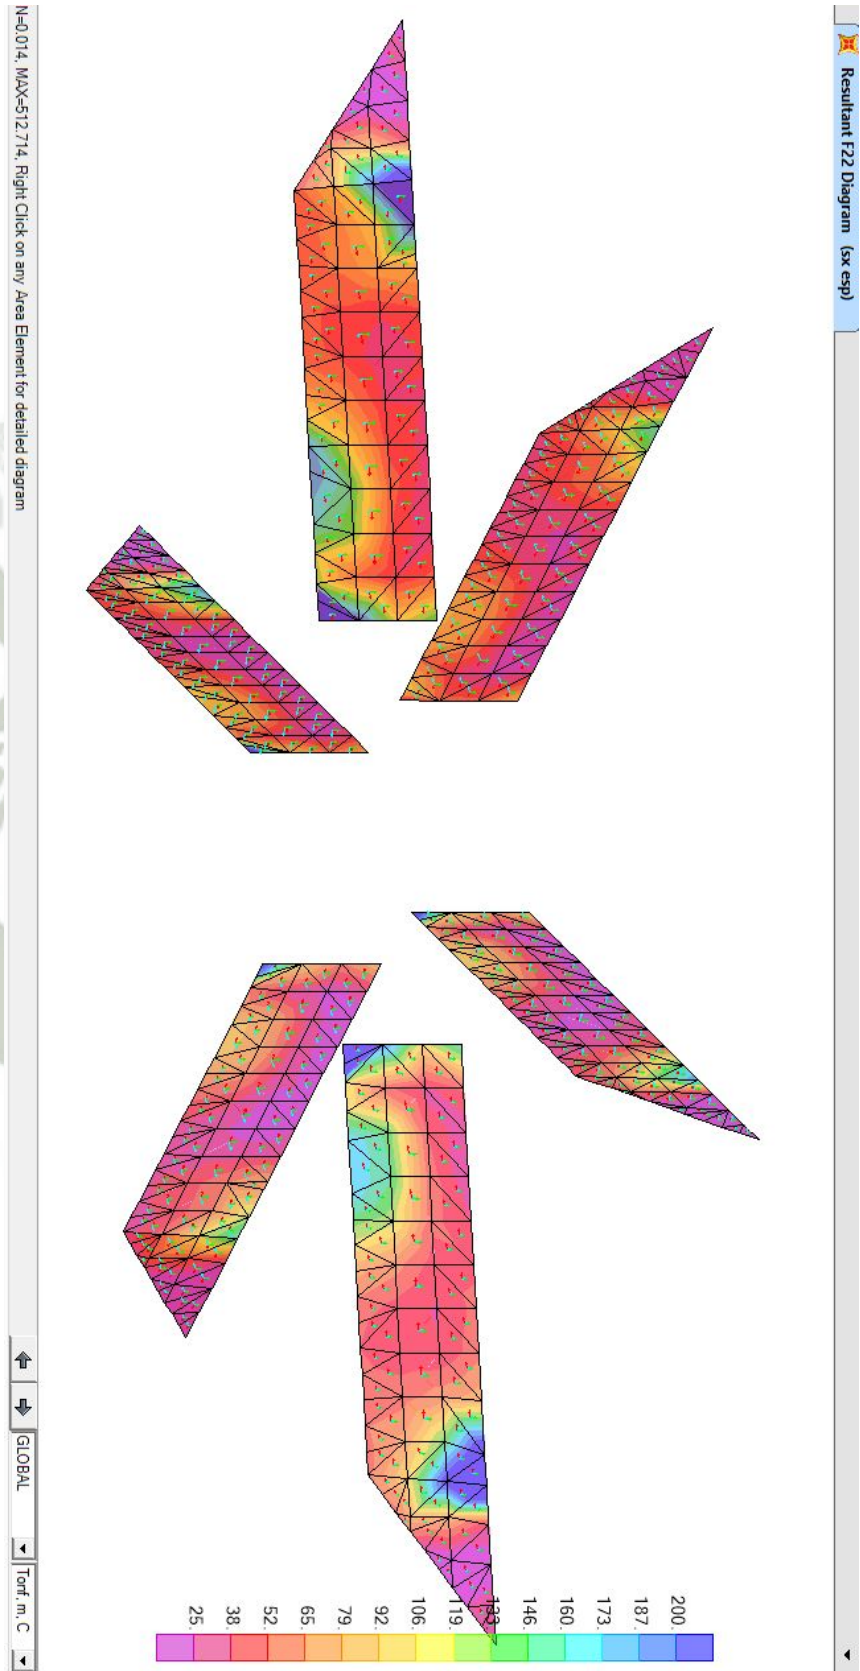 Resultant F22 Diagram (sx esp)
25. 38. 52. 65. 79. 92. 106. 119. 133. 146. 160. 173. 187. 200.
N=0.014, MAX=512.714, Right Click on any Area Element for detailed diagram
GLOBAL
Tonf, m, C